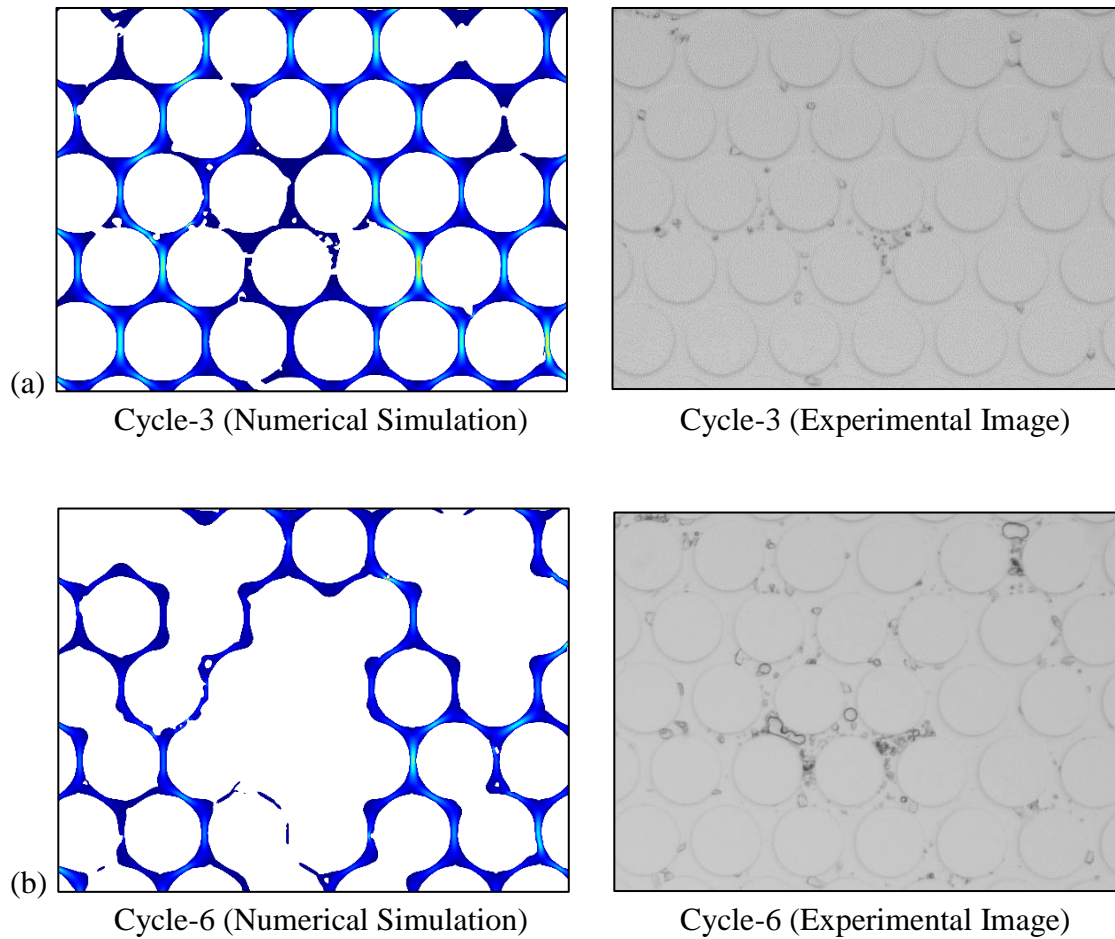 (a)
Cycle-3 (Numerical Simulation) Cycle-3 (Experimental Image)
(b)
Cycle-6 (Numerical Simulation) Cycle-6 (Experimental Image)